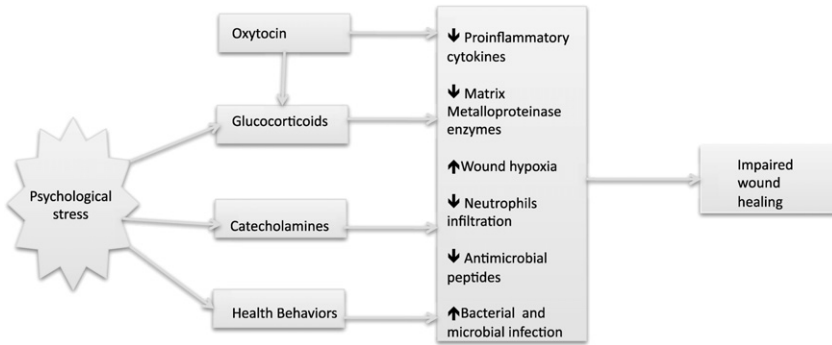 Psychological
stress
Oxytocin
Glucocorticoids
Catecholamines
Health Behaviors
🡻 Proinflammatory
cytokines
🡻 Matrix
Metalloproteinase
enzymes
🡹Wound hypoxia
🡻 Neutrophils
infiltration
🡻 Antimicrobial
peptides
🡹Bacterial and
microbial infection
Impaired
wound
healing